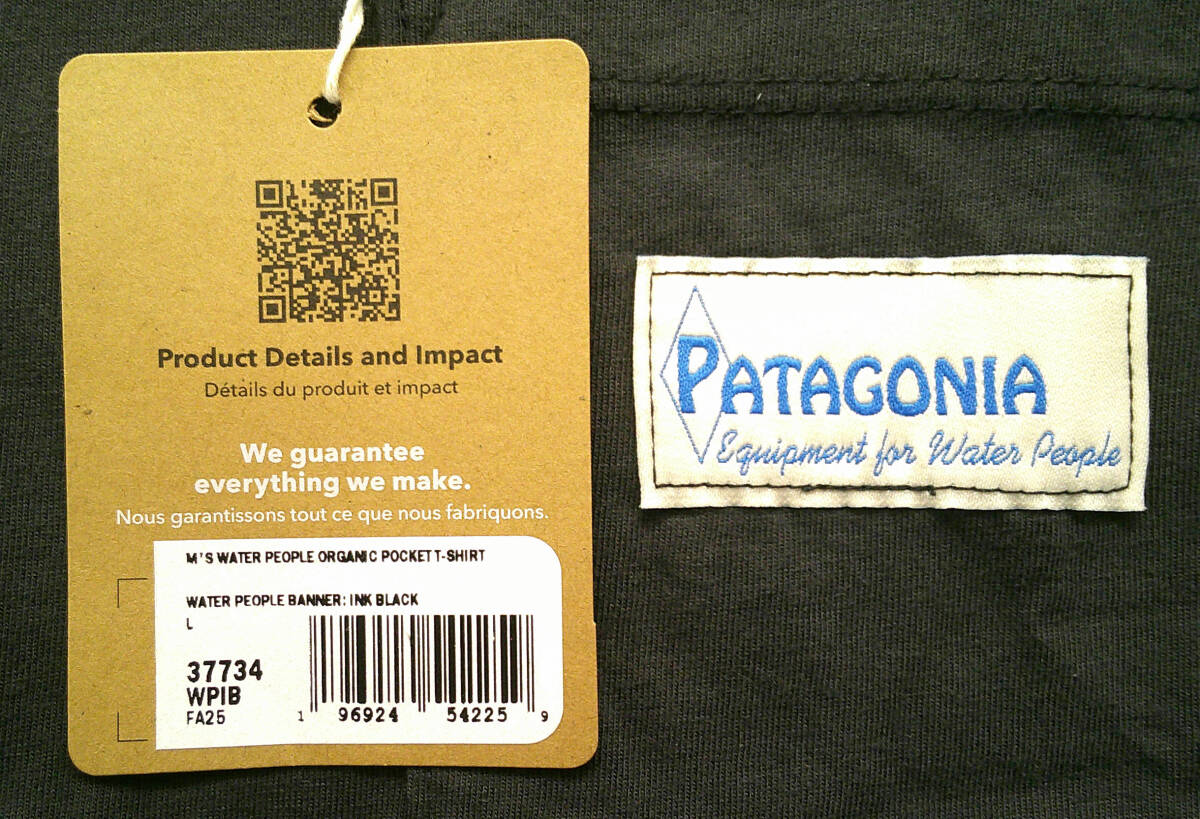 Product Details and Impact
Détails du produit et impact
We guarantee
everything we make.
Nous garantissons tout ce que nous fabriquons.
M'S WATER PEOPLE ORGANIC POCKET T-SHIRT
WATER PEOPLE BANNER: INK BLACK
L
37734
WPIB
FA25
1 96924 54225 9
PATAGONIA
Equipment for Water People